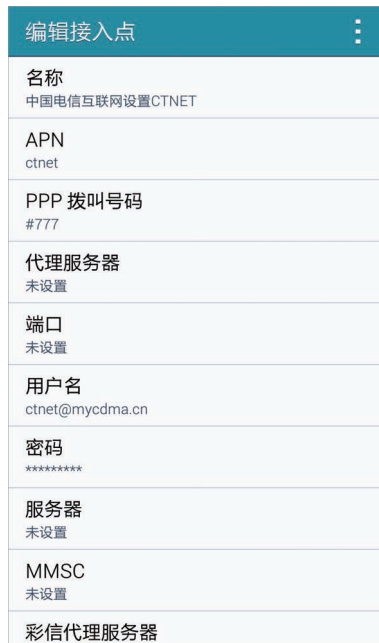 编辑接入点
名称
中国电信互联网设置CTNET
APN
ctnet
PPP 拨叫号码
#777
代理服务器
未设置
端口
未设置
用户名
ctnet@mycdma.cn
密码
*********
服务器
未设置
MMSC
未设置
彩信代理服务器